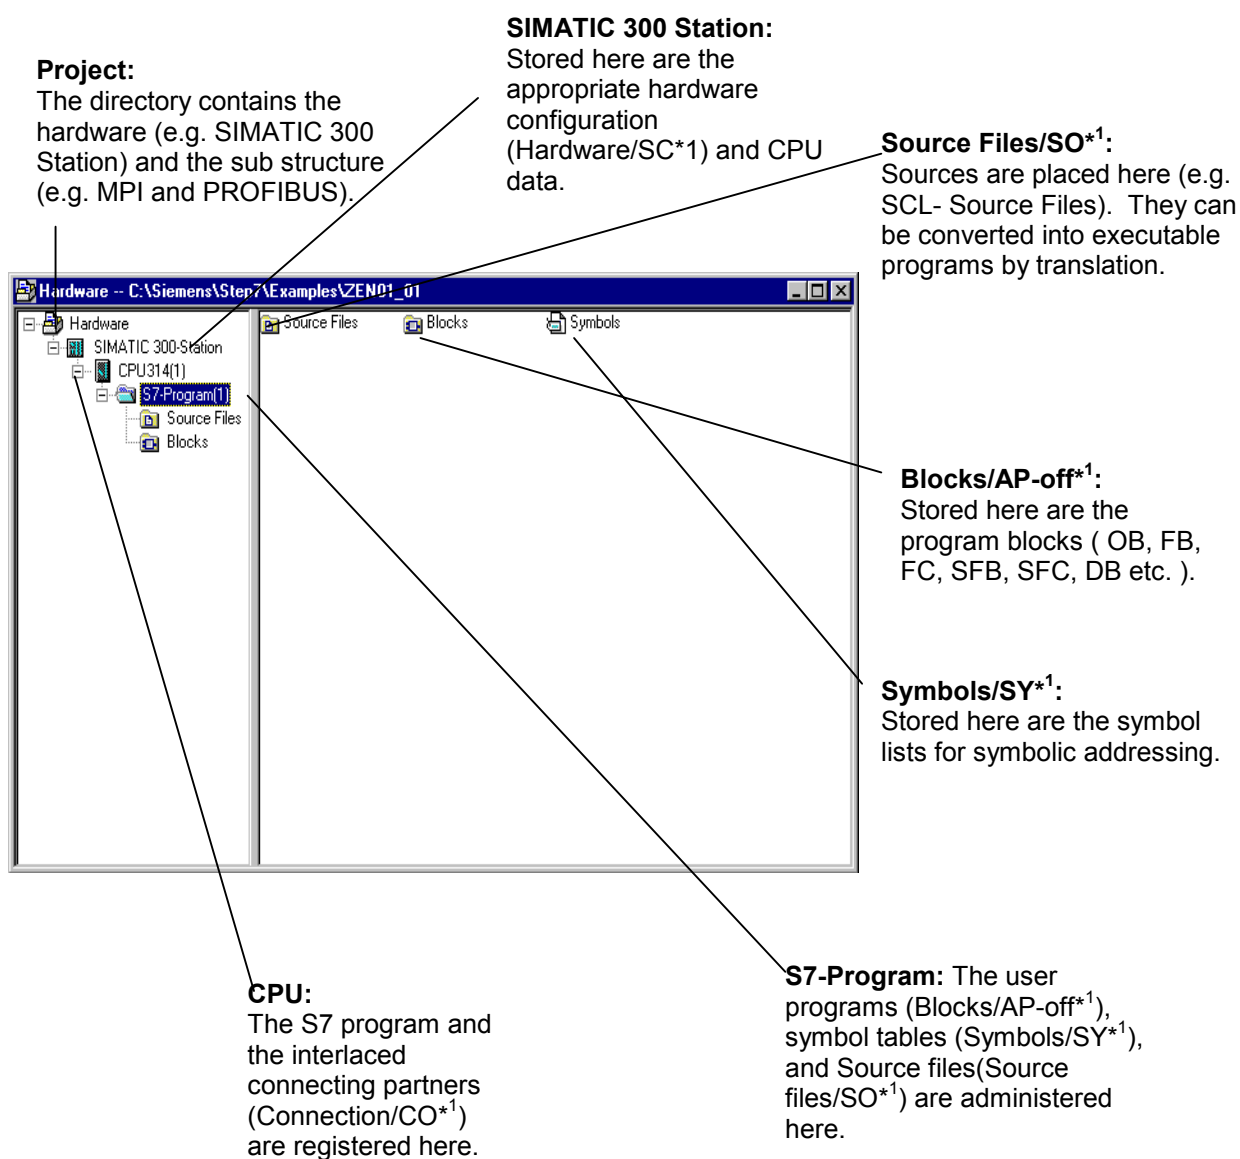 Project:
The directory contains the
hardware (e.g. SIMATIC 300
Station) and the sub structure
(e.g. MPI and PROFIBUS).
SIMATIC 300 Station:
Stored here are the
appropriate hardware
configuration
(Hardware/SC*1) and CPU
data.
Source Files/SO*1:
Sources are placed here (e.g.
SCL- Source Files). They can
be converted into executable
programs by translation.
Hardware -- C:\Siemens\Step7\Examples\ZEN01_01
Hardware
SIMATIC 300-Station
CPU314(1)
S7-Program(1)
Source Files
Blocks
Source Files
Blocks
Symbols
Blocks/AP-off*1:
Stored here are the
program blocks ( OB, FB,
FC, SFB, SFC, DB etc. ).
Symbols/SY*1:
Stored here are the symbol
lists for symbolic addressing.
CPU:
The S7 program and
the interlaced
connecting partners
(Connection/CO*1)
are registered here.
S7-Program: The user
programs (Blocks/AP-off*1),
symbol tables (Symbols/SY*1),
and Source files(Source
files/SO*1) are administered
here.